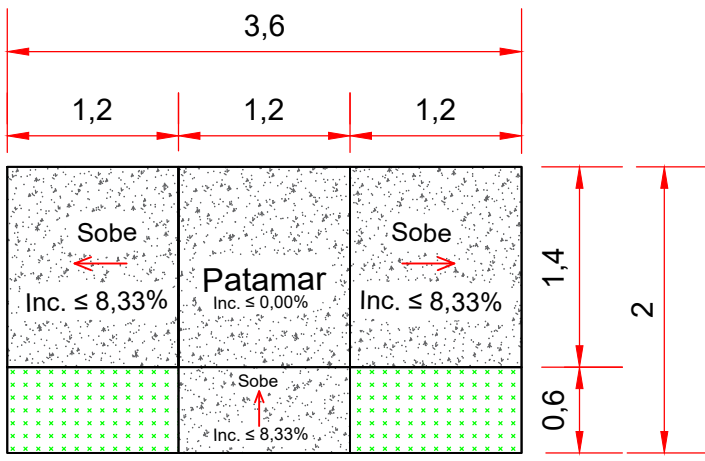 3,6
1,2
1,2
1,2
Sobe
Inc. ≤ 8,33%
Patamar
Inc. ≤ 0,00%
Sobe
Inc. ≤ 8,33%
1,4
2
Sobe
Inc. ≤ 8,33%
0,6